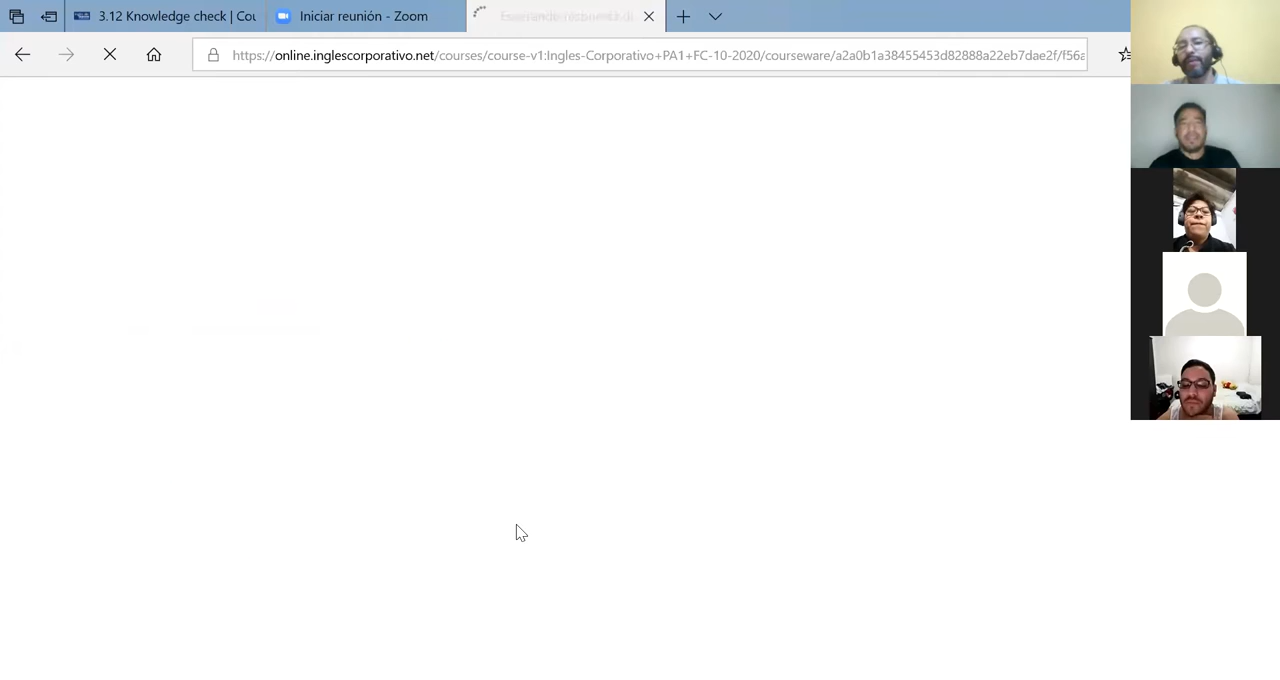 3.12 Knowledge check | Cou
Iniciar reunión - Zoom
https://online.inglescorporativo.net/courses/course-v1:Ingles-Corporativo+PA1+FC-10-2020/courseware/a2a0b1a38455453d82888a22eb7dae2f/f56a